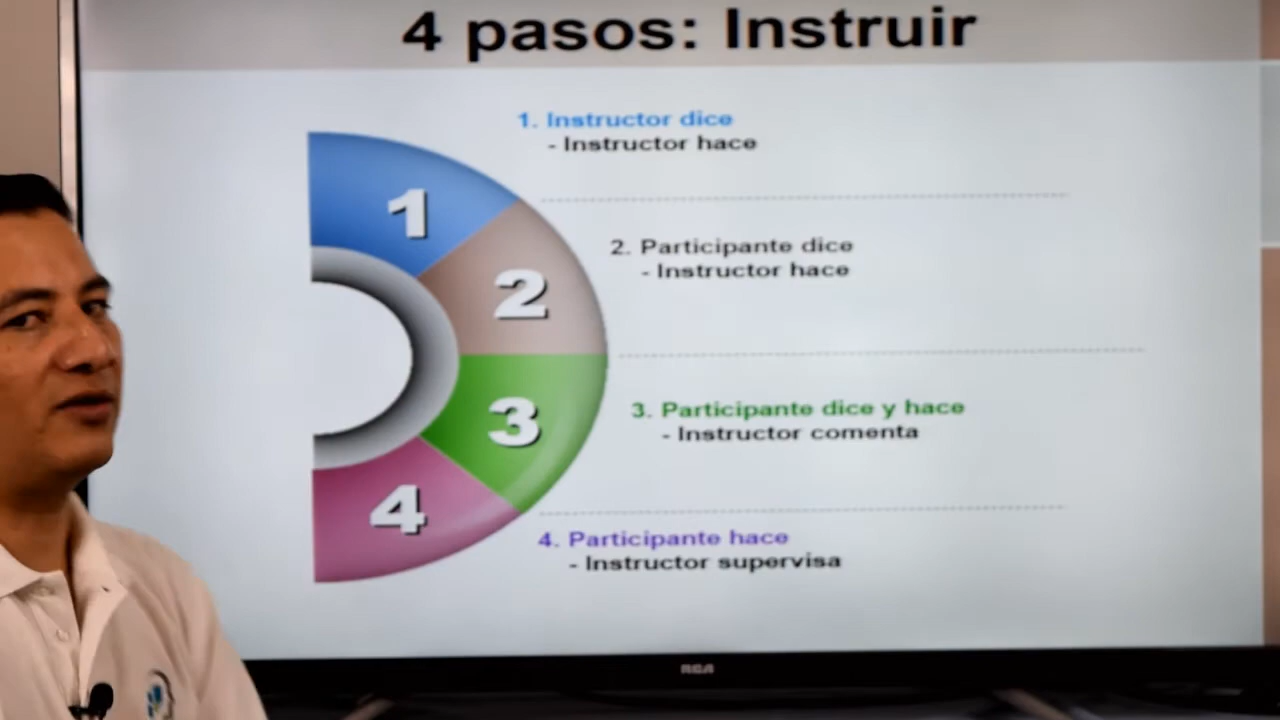 4 pasos: Instruir
1. Instructor dice
- Instructor hace
2. Participante dice
- Instructor hace
3. Participante dice y hace
- Instructor comenta
4. Participante hace
- Instructor supervisa
1
2
3
4
RCA